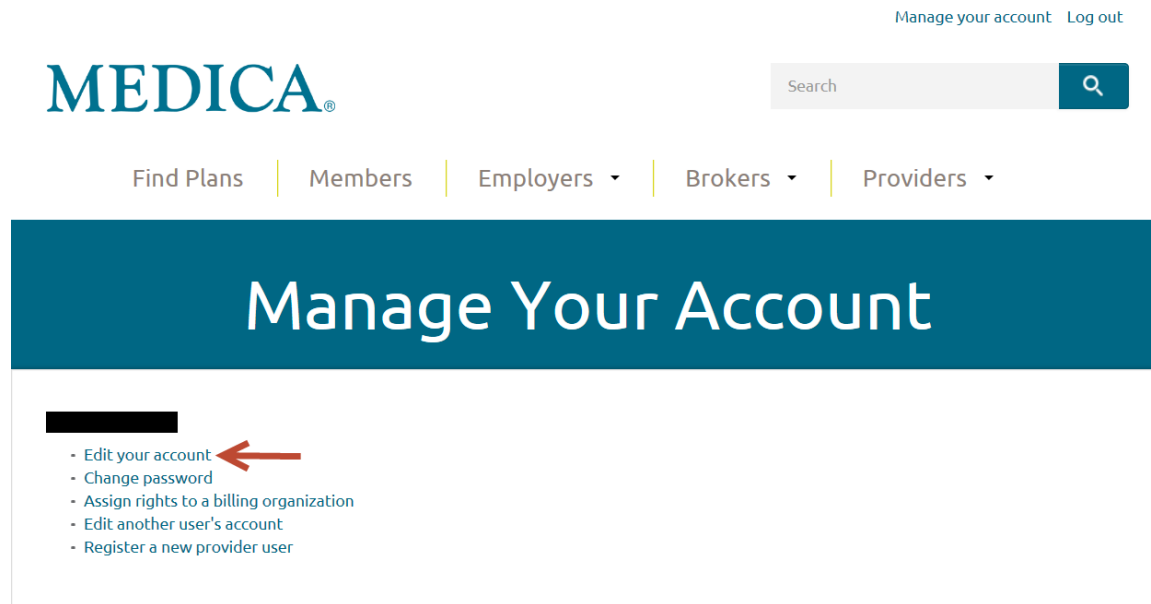 Manage your account Log out
MEDICA®
Search
Find Plans Members Employers Brokers Providers
Manage Your Account
- Edit your account
- Change password
- Assign rights to a billing organization
- Edit another user's account
- Register a new provider user